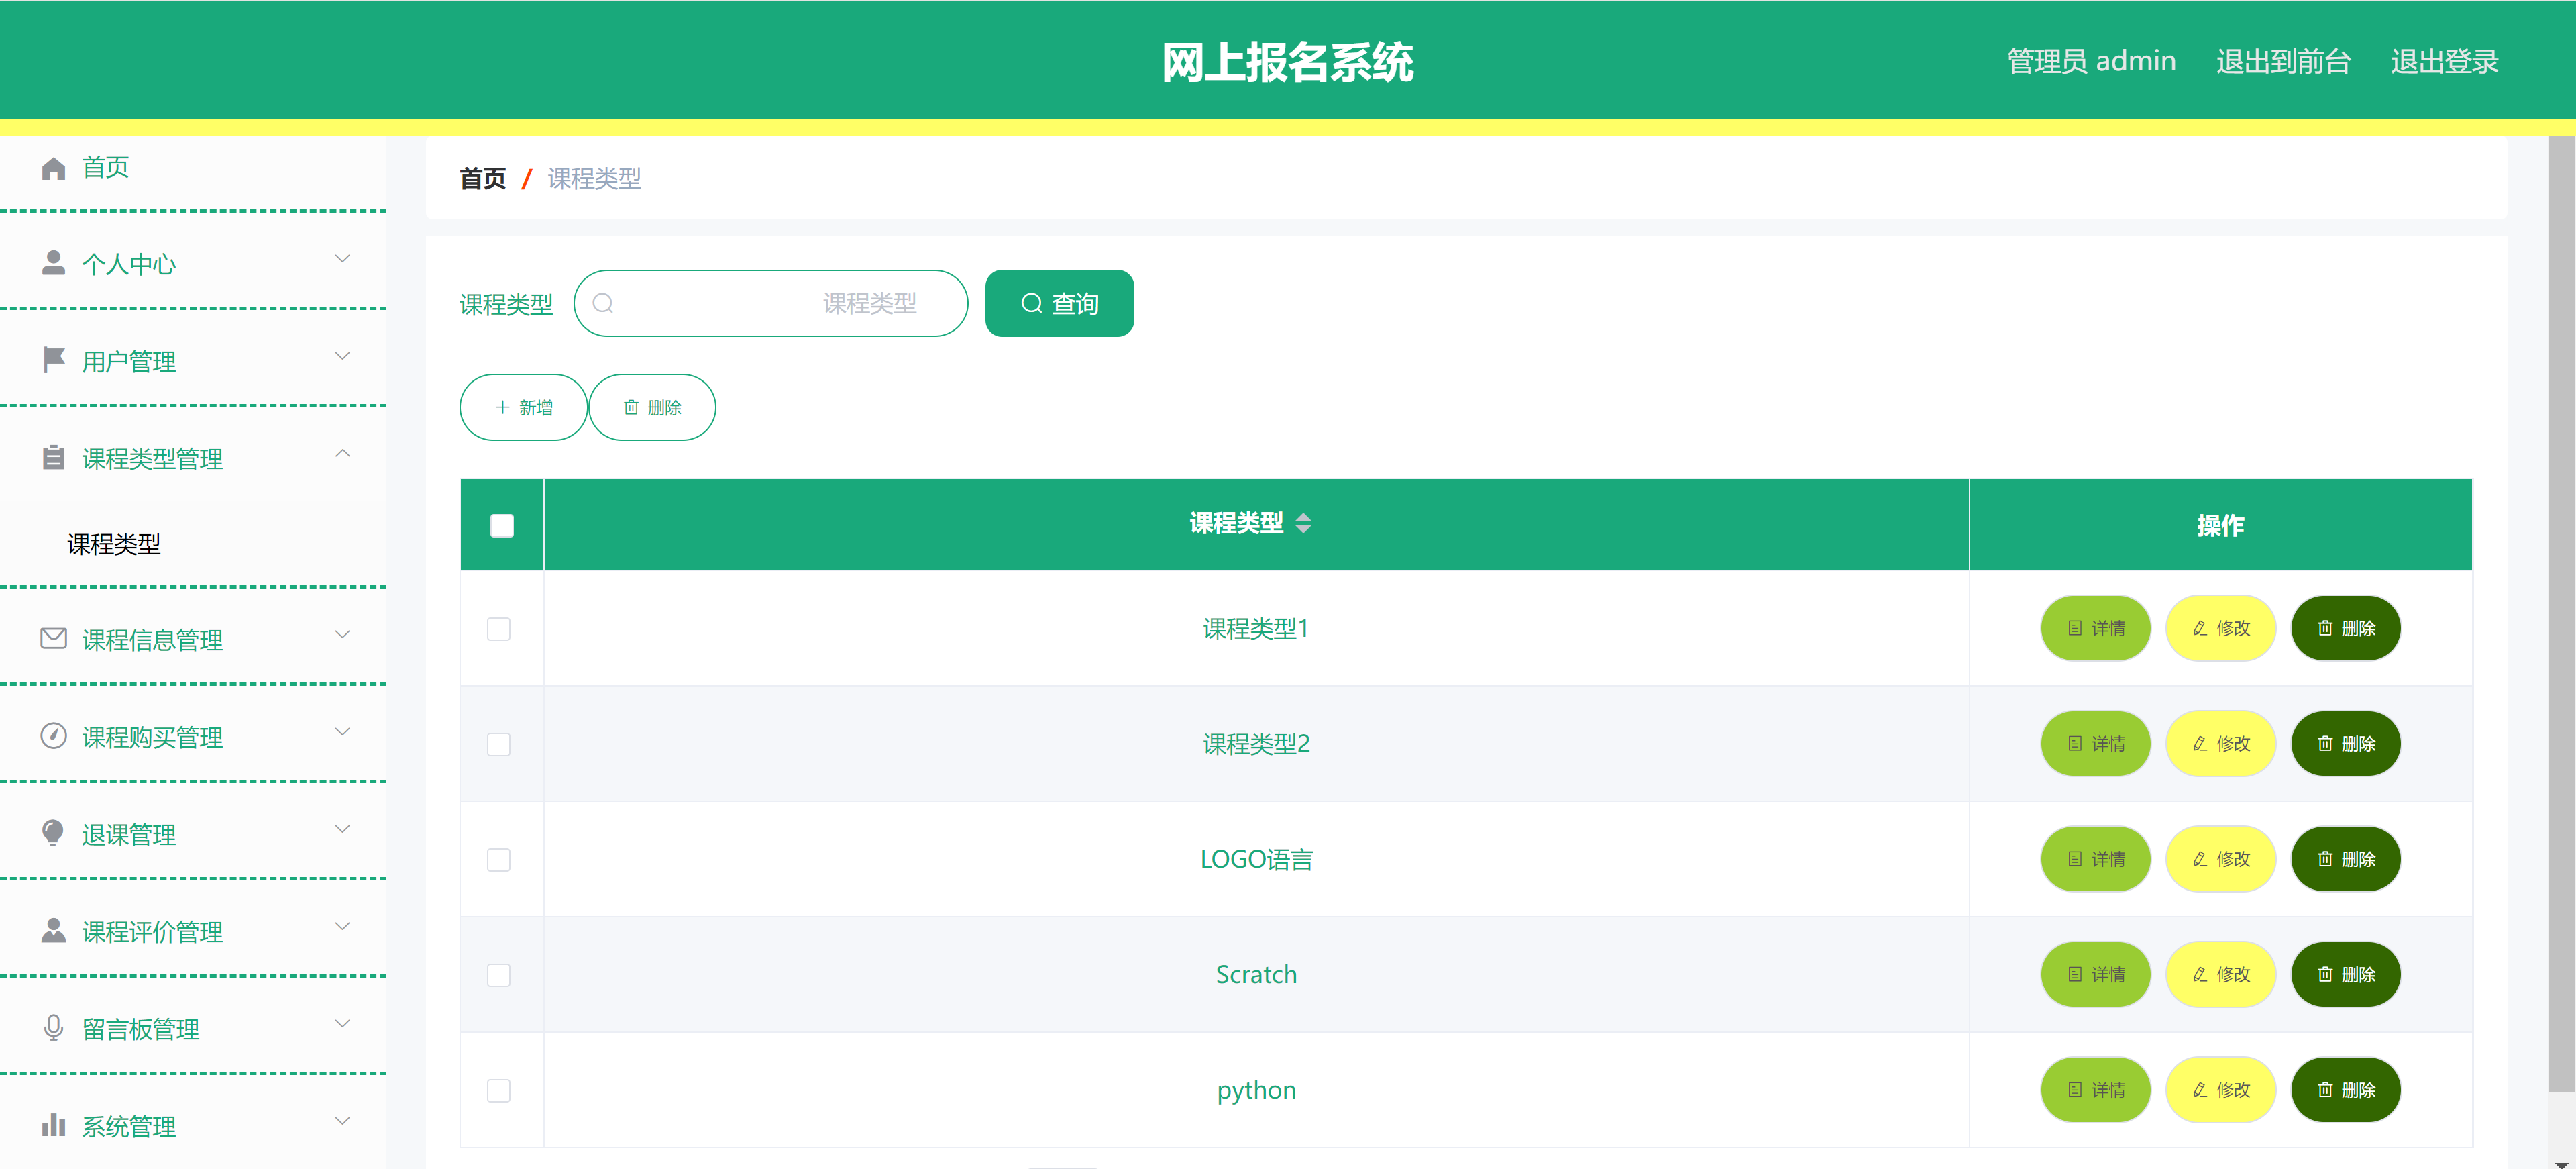 网上报名系统
管理员 admin 退出到前台 退出登录
首页
个人中心
用户管理
课程类型管理
课程类型
课程信息管理
课程购买管理
退课管理
课程评价管理
留言板管理
系统管理
首页 / 课程类型
课程类型 课程类型 查询
新增 删除
课程类型 操作
课程类型1 详情 修改 删除
课程类型2 详情 修改 删除
LOGO语言 详情 修改 删除
Scratch 详情 修改 删除
python 详情 修改 删除